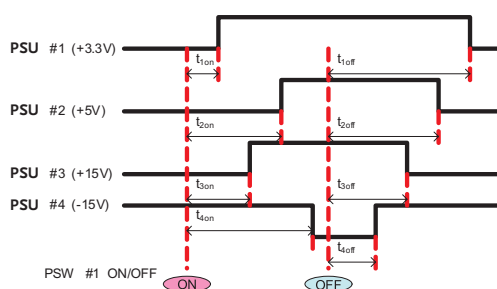 PSU #1 (+3.3V)
t1on
t1off
PSU #2 (+5V)
t2on
t2off
PSU #3 (+15V)
t3on
t3off
PSU #4 (-15V)
t4on
t4off
PSW #1 ON/OFF
ON
OFF